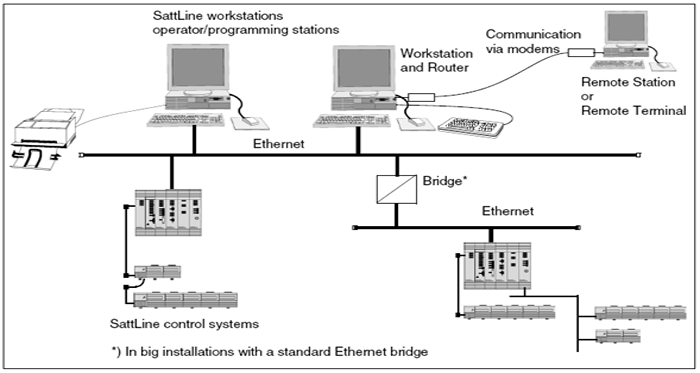 SattLine workstations
operator/programming stations
Communication
via modems
Workstation
and Router
Remote Station
or
Remote Terminal
Ethernet
Bridge*
Ethernet
SattLine control systems
*) In big installations with a standard Ethernet bridge